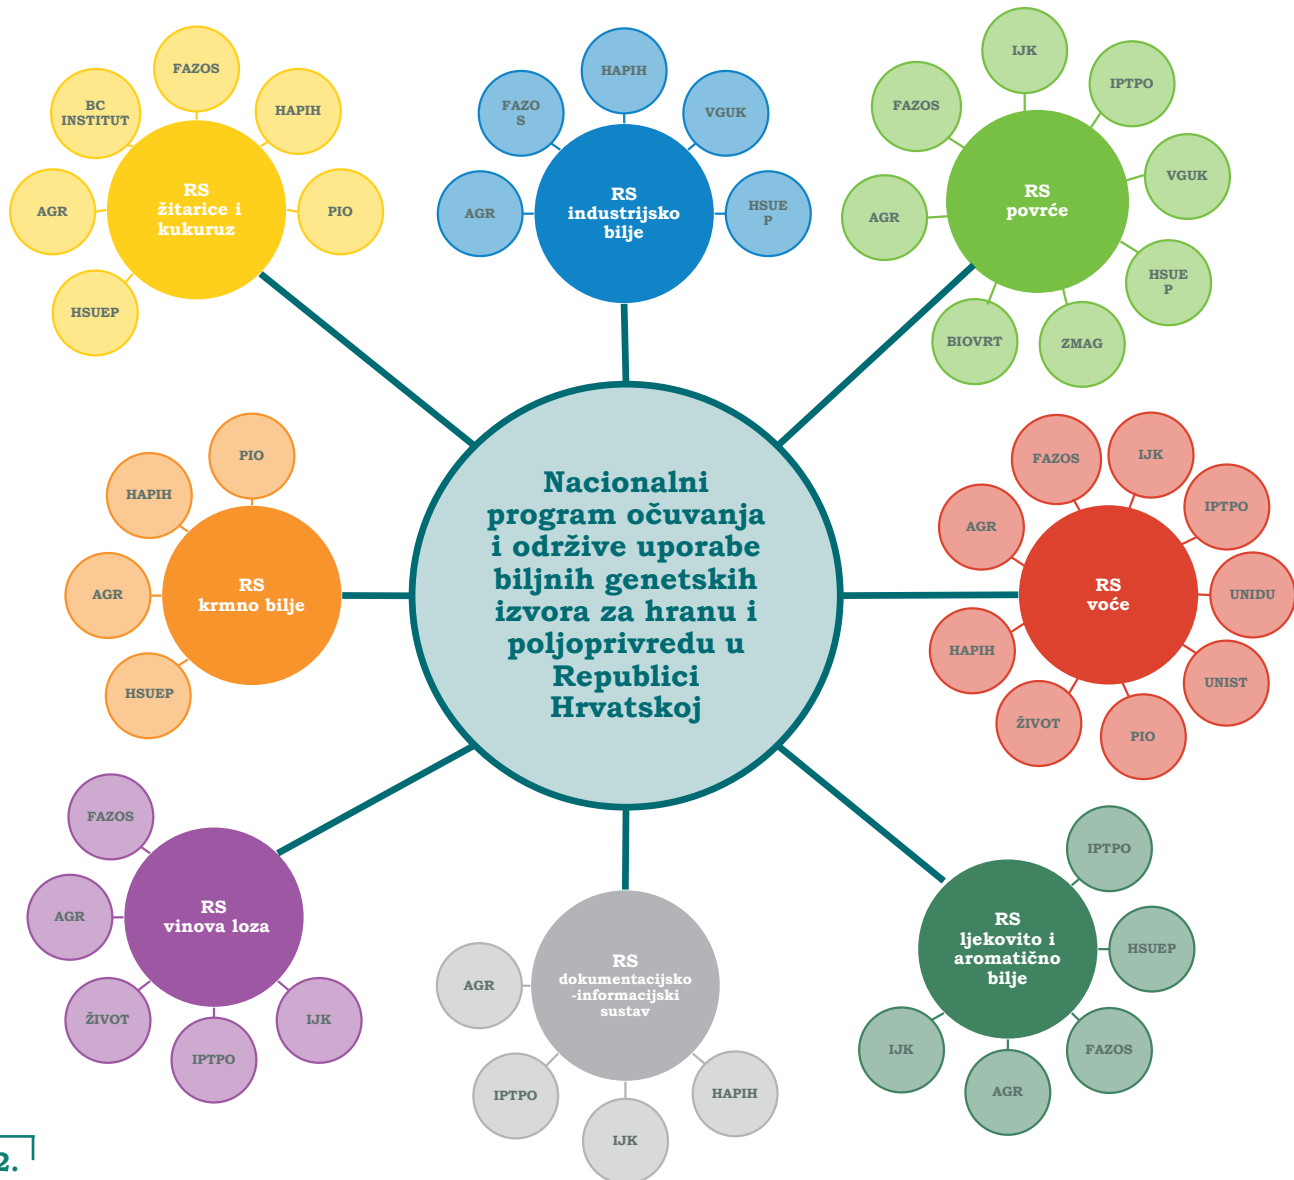 FAZOS
BC
INSTITUT
HAPIH
AGR
PIO
HSUEP
RS
žitarice i
kukuruz
HAPIH
FAZO
S
VGUK
AGR
HSUE
P
RS
industrijsko
bilje
IJK
IPTPO
FAZOS
VGUK
AGR
HSUE
P
BIOVRT
ZMAG
RS
povrće
PIO
HAPIH
AGR
HSUEP
RS
krmno bilje
Nacionalni
program očuvanja
i održive uporabe
biljnih genetskih
izvora za hranu i
poljoprivredu u
Republici
Hrvatskoj
FAZOS
IJK
IPTPO
AGR
UNIDU
HAPIH
UNIST
ŽIVOT
PIO
RS
voće
FAZOS
AGR
ŽIVOT
IPTPO
IJK
RS
vinova loza
RS
dokumentacijsko
-informacijski
sustav
AGR
IPTPO
IJK
HAPIH
IPTPO
HSUEP
FAZOS
AGR
IJK
RS
ljekovito i
aromatično
bilje
2.